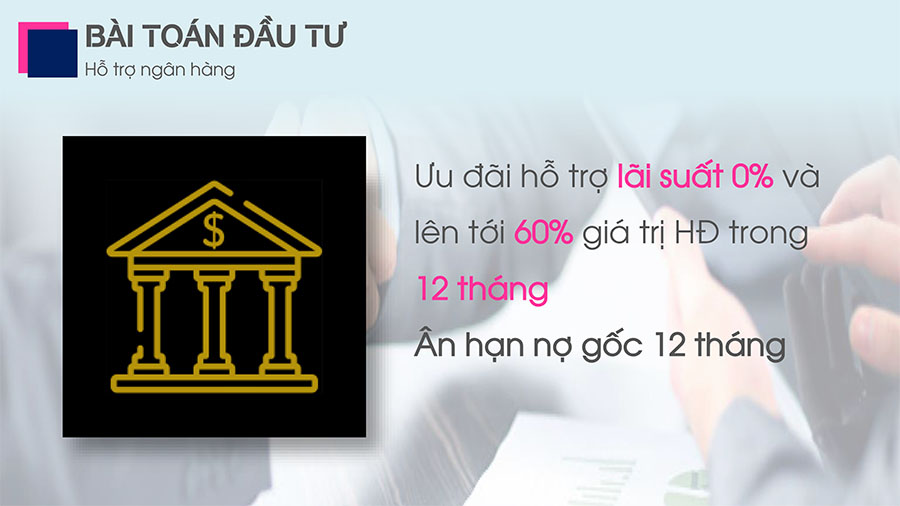 BÀI TOÁN ĐẦU TƯ
Hỗ trợ ngân hàng
$
Ưu đãi hỗ trợ lãi suất 0% và
lên tới 60% giá trị HĐ trong
12 tháng
Ân hạn nợ gốc 12 tháng